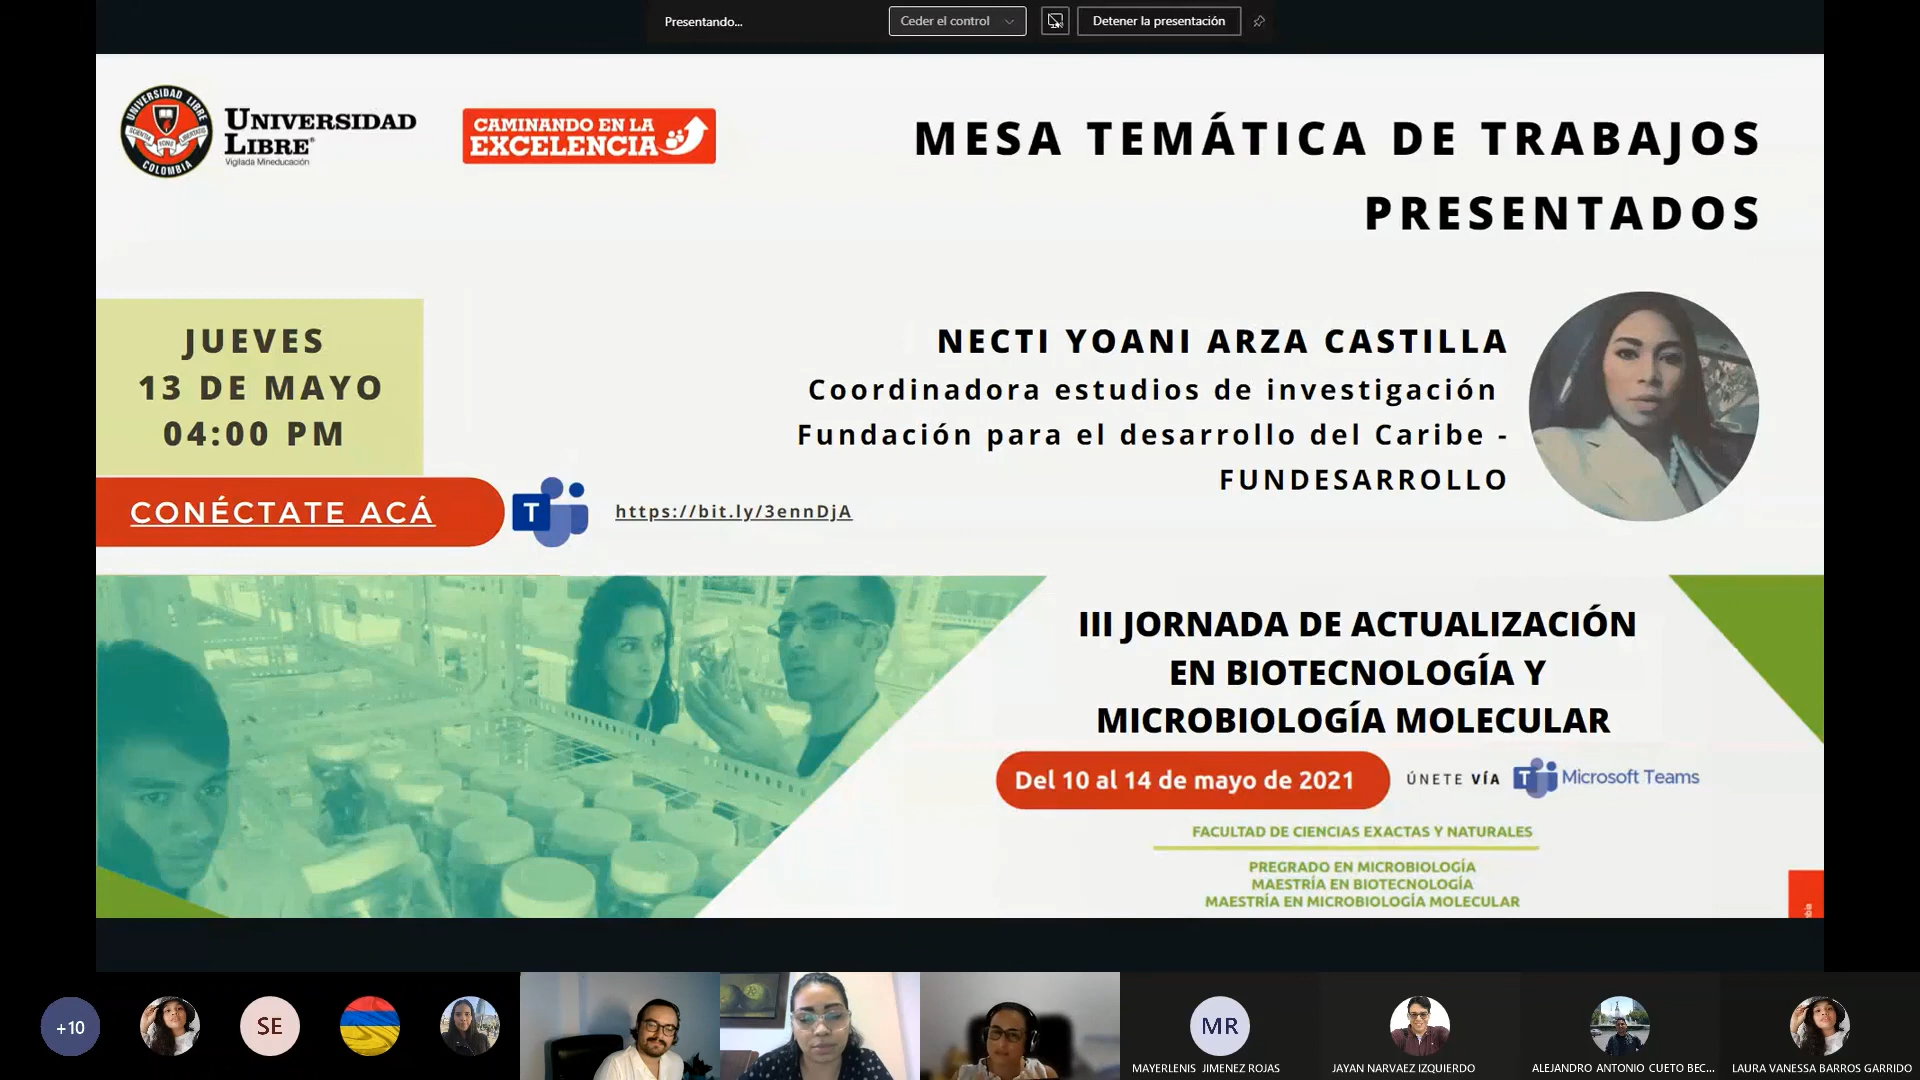 Presentando...
Ceder el control
Detener la presentación
UNIVERSIDAD LIBRE
COLOMBIA
UNIVERSIDAD
LIBRE®
Vigilada Mineducación
CAMINANDO EN LA
EXCELENCIA
MESA TEMÁTICA DE TRABAJOS
PRESENTADOS
JUEVES
13 DE MAYO
04:00 PM
NECTI YOANI ARZA CASTILLA
Coordinadora estudios de investigación
Fundación para el desarrollo del Caribe -
FUNDESARROLLO
CONÉCTATE ACÁ
T
https://bit.ly/3ennDjA
III JORNADA DE ACTUALIZACIÓN
EN BIOTECNOLOGÍA Y
MICROBIOLOGÍA MOLECULAR
Del 10 al 14 de mayo de 2021
ÚNETE VÍA
T
Microsoft Teams
FACULTAD DE CIENCIAS EXACTAS Y NATURALES
PREGRADO EN MICROBIOLOGÍA
MAESTRÍA EN BIOTECNOLOGÍA
MAESTRÍA EN MICROBIOLOGÍA MOLECULAR
+10
SE
MR
MAYERLENIS JIMENEZ ROJAS
JAYAN NARVAEZ IZQUIERDO
ALEJANDRO ANTONIO CUETO BEC...
LAURA VANESSA BARROS GARRIDO